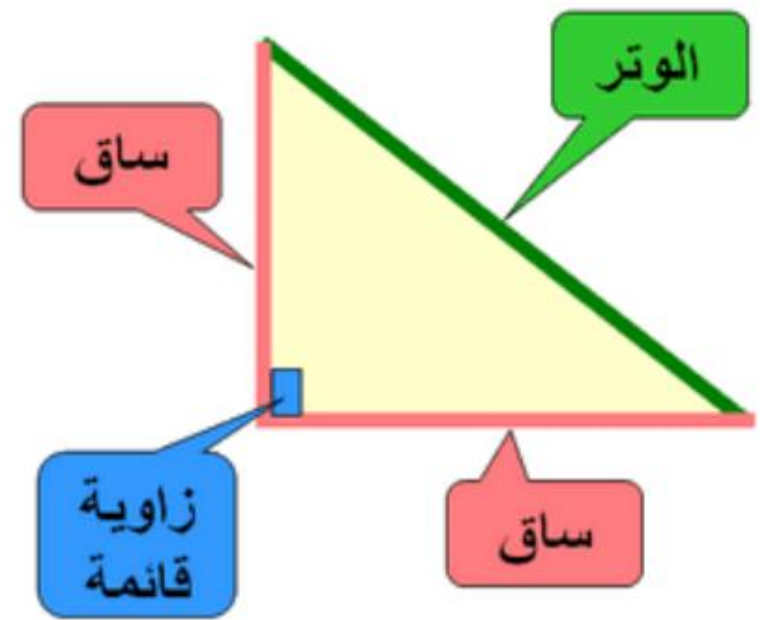 الوتر
ساق
زاوية
قائمة
ساق